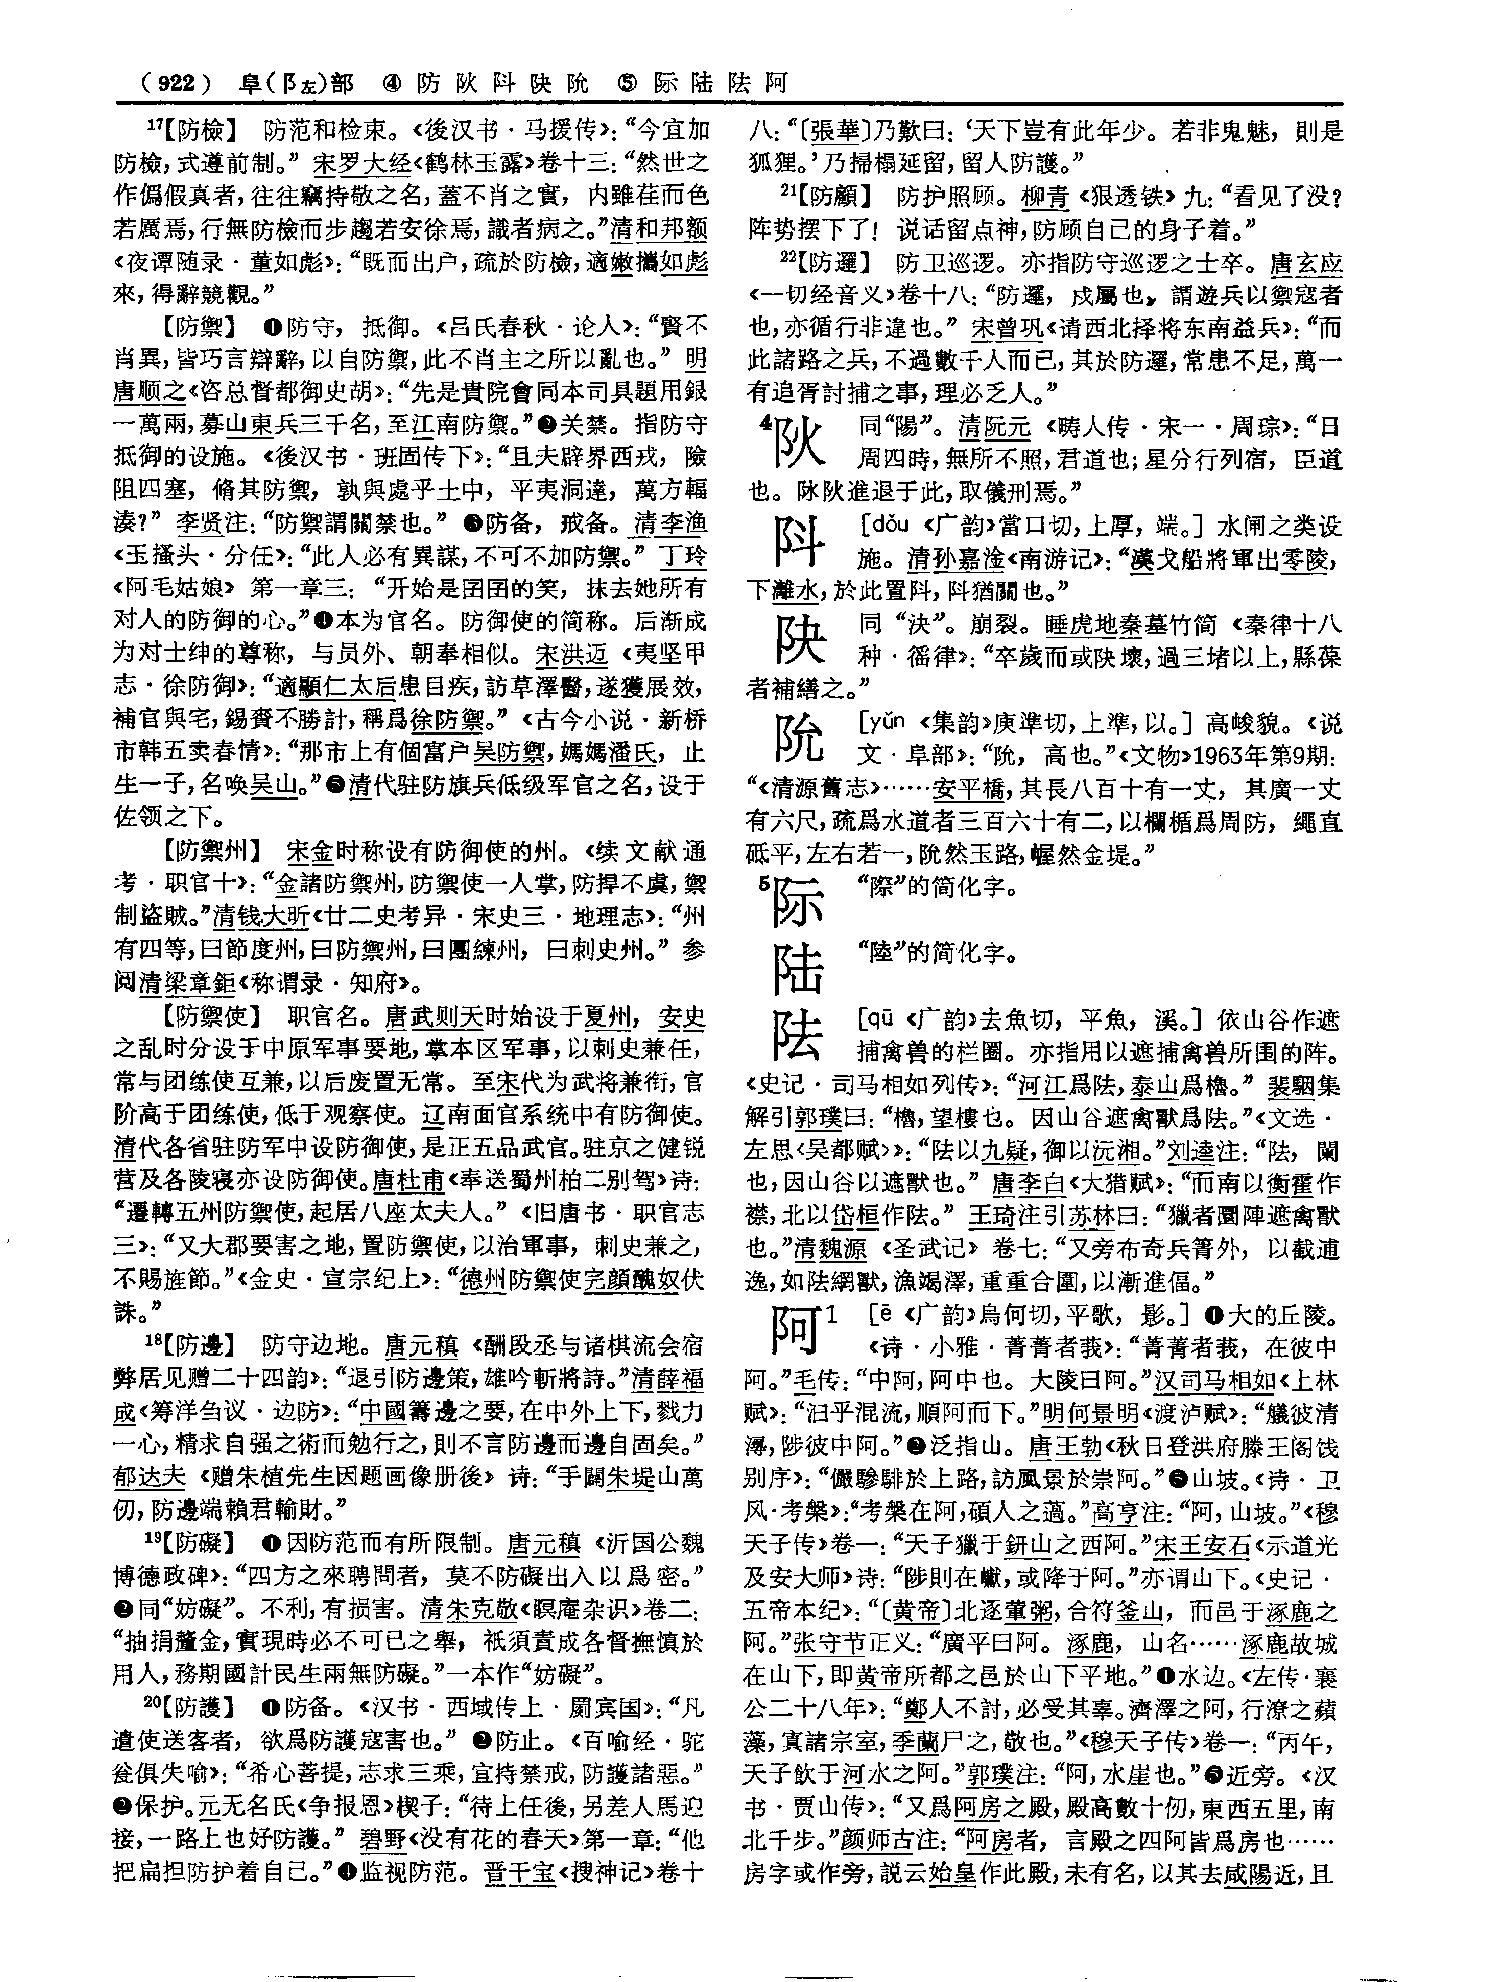 (922) 阜(阝左)部 ④ 防 阦 㪷 䦼 阭 ⑤ 际 陆 阹 阿
¹⁷【防檢】 防范和检束。《後汉书·马援传》：“今宜加
防檢，式遵前制。” 宋罗大经《鹤林玉露》卷十三：“然世之
作僞假真者，往往竊持敬之名，蓋不肖之實，内雖荏而色
若厲焉，行無防檢而步趨若安徐焉，識者病之。”清和邦额
《夜谭随录·董如彪》：“既而出户，疏於防檢，適嫩攜如彪
來，得辭競觀。”
【防禦】 ❶防守，抵御。《吕氏春秋·论人》：“賢不
肖異，皆巧言辯辭，以自防禦，此不肖主之所以亂也。” 明
唐顺之《咨总督都御史胡》：“先是貴院會同本司具題用銀
一萬兩，募山東兵三千名，至江南防禦。”❷关禁。指防守
抵御的设施。《後汉书·班固传下》：“且夫辟界西戎，險
阻四塞，脩其防禦，孰與處乎土中，平夷洞達，萬方輻
湊？” 李贤注：“防禦謂關禁也。” ❸防备，戒备。清李渔
《玉搔头·分任》：“此人必有異謀，不可不加防禦。” 丁玲
《阿毛姑娘》 第一章三：“开始是囝囝的笑，抹去她所有
对人的防御的心。”❹本为官名。防御使的简称。后渐成
为对士绅的尊称，与员外、朝奉相似。宋洪迈《夷坚甲
志·徐防御》：“適顯仁太后患目疾，訪草澤醫，遂獲展效，
補官與宅，錫賚不勝計，稱爲徐防禦。”《古今小说·新桥
市韩五卖春情》：“那市上有個富户吴防禦，媽媽潘氏，止
生一子，名唤吴山。”❺清代驻防旗兵低级军官之名，设于
佐领之下。
【防禦州】 宋金时称设有防御使的州。《续文献通
考·职官十》：“金諸防禦州，防禦使一人掌，防捍不虞，禦
制盜賊。”清钱大昕《廿二史考异·宋史三·地理志》：“州
有四等，曰節度州，曰防禦州，曰團練州，曰刺史州。” 参
阅清梁章鉅《称谓录·知府》。
【防禦使】 职官名。唐武则天时始设于夏州，安史
之乱时分设于中原军事要地，掌本区军事，以刺史兼任，
常与团练使互兼，以后废置无常。至宋代为武将兼衔，官
阶高于团练使，低于观察使。辽南面官系统中有防御使。
清代各省驻防军中设防御使，是正五品武官。驻京之健锐
营及各陵寝亦设防御使。唐杜甫《奉送蜀州柏二别驾》诗：
“遷轉五州防禦使，起居八座太夫人。”《旧唐书·职官志
三》：“又大郡要害之地，置防禦使，以治軍事，刺史兼之，
不賜旌節。”《金史·宣宗纪上》：“德州防禦使完顔醜奴伏
誅。”
¹⁸【防邊】 防守边地。唐元稹《酬段丞与诸棋流会宿
弊居见赠二十四韵》：“退引防邊策，雄吟斬將詩。”清薛福
成《筹洋刍议·边防》：“中國籌邊之要，在中外上下，戮力
一心，精求自强之術而勉行之，則不言防邊而邊自固矣。”
郁达夫《赠朱植先生因题画像册後》诗：“手闢朱堤山萬
仞，防邊端賴君輸財。”
¹⁹【防礙】 ❶因防范而有所限制。唐元稹《沂国公魏
博德政碑》：“四方之來聘問者，莫不防礙出入以爲密。”
❷同“妨礙”。不利，有损害。清朱克敬《瞑庵杂识》卷二：
“抽捐釐金，實現時必不可已之舉，祇須責成各督撫慎於
用人，務期國計民生兩無防礙。”一本作“妨礙”。
²⁰【防護】 ❶防备。《汉书·西域传上·罽宾国》：“凡
遣使送客者，欲爲防護寇害也。” ❷防止。《百喻经·驼
瓮俱失喻》：“希心菩提，志求三乘，宜持禁戒，防護諸惡。”
❸保护。元无名氏《争报恩》楔子：“待上任後，另差人馬迎
接，一路上也好防護。” 碧野《没有花的春天》第一章：“他
把扁担防护着自己。”❹监视防范。晋干宝《搜神记》卷十
八：“〔張華〕乃歎曰：‘天下豈有此年少。若非鬼魅，則是
狐狸。’乃掃榻延留，留人防護。”
²¹【防顧】 防护照顾。柳青《狠透铁》九：“看见了没？
阵势摆下了！说话留点神，防顾自己的身子着。”
²²【防邏】 防卫巡逻。亦指防守巡逻之士卒。唐玄应
《一切经音义》卷十八：“防邏，戍屬也，謂遊兵以禦寇者
也，亦循行非違也。” 宋曾巩《请西北择将东南益兵》：“而
此諸路之兵，不過數千人而已，其於防邏，常患不足，萬一
有追胥討捕之事，理必乏人。”
⁴阦 同“陽”。清阮元《畴人传·宋一·周琮》：“日
周四時，無所不照，君道也；星分行列宿，臣道
也。阥阦進退于此，取儀刑焉。”
[dǒu《广韵》當口切，上厚，端。] 水闸之类设
施。清孙嘉淦《南游记》：“漢戈船將軍出零陵，
同“決”。崩裂。睡虎地秦墓竹简《秦律十八
者補繕之。”
阭 [yǔn《集韵》庾準切，上準，以。] 高峻貌。《说
文·阜部》：“阭，高也。”《文物》1963年第9期：
“《清源舊志》……安平橋，其長八百十有一丈，其廣一丈
有六尺，疏爲水道者三百六十有二，以欄楯爲周防，繩直
砥平，左右若一，阭然玉路，幄然金堤。”
⁵际 “際”的简化字。
陆 “陸”的简化字。
阹 [qū《广韵》去魚切，平魚，溪。] 依山谷作遮
捕禽兽的栏圈。亦指用以遮捕禽兽所围的阵。
《史记·司马相如列传》：“河江爲阹，泰山爲櫓。” 裴駰集
解引郭璞曰：“櫓，望樓也。因山谷遮禽獸爲阹。”《文选·
左思〈吴都赋〉》：“阹以九疑，御以沅湘。”刘逵注：“阹，闌
也，因山谷以遮獸也。” 唐李白《大猎赋》：“而南以衡霍作
襟，北以岱桓作阹。” 王琦注引苏林曰：“獵者圜陣遮禽獸
也。”清魏源《圣武记》卷七：“又旁布奇兵箐外，以截逋
逸，如阹網獸，漁竭澤，重重合圍，以漸進偪。”
阿¹ [ē《广韵》烏何切，平歌，影。] ❶大的丘陵。
《诗·小雅·菁菁者莪》：“菁菁者莪，在彼中
阿。”毛传：“中阿，阿中也。大陵曰阿。”汉司马相如《上林
赋》：“汩乎混流，順阿而下。”明何景明《渡泸赋》：“艤彼清
潯，陟彼中阿。”❷泛指山。唐王勃《秋日登洪府滕王阁饯
别序》：“儼驂騑於上路，訪風景於崇阿。”❸山坡。《诗·卫
风·考槃》：“考槃在阿，碩人之薖。”高亨注：“阿，山坡。”《穆
天子传》卷一：“天子獵于鈃山之西阿。”宋王安石《示道光
及安大师》诗：“陟則在巘，或降于阿。”亦谓山下。《史记·
五帝本纪》：“〔黄帝〕北逐葷粥，合符釜山，而邑于涿鹿之
阿。”张守节正义：“廣平曰阿。涿鹿，山名……涿鹿故城
在山下，即黄帝所都之邑於山下平地。”❹水边。《左传·襄
公二十八年》：“鄭人不討，必受其辜。濟澤之阿，行潦之蘋
藻，寘諸宗室，季蘭尸之，敬也。”《穆天子传》卷一：“丙午，
天子飲于河水之阿。”郭璞注：“阿，水崖也。”❺近旁。《汉
书·贾山传》：“又爲阿房之殿，殿高數十仞，東西五里，南
北千步。”颜师古注：“阿房者，言殿之四阿皆爲房也……
房字或作旁，説云始皇作此殿，未有名，以其去咸陽近，且